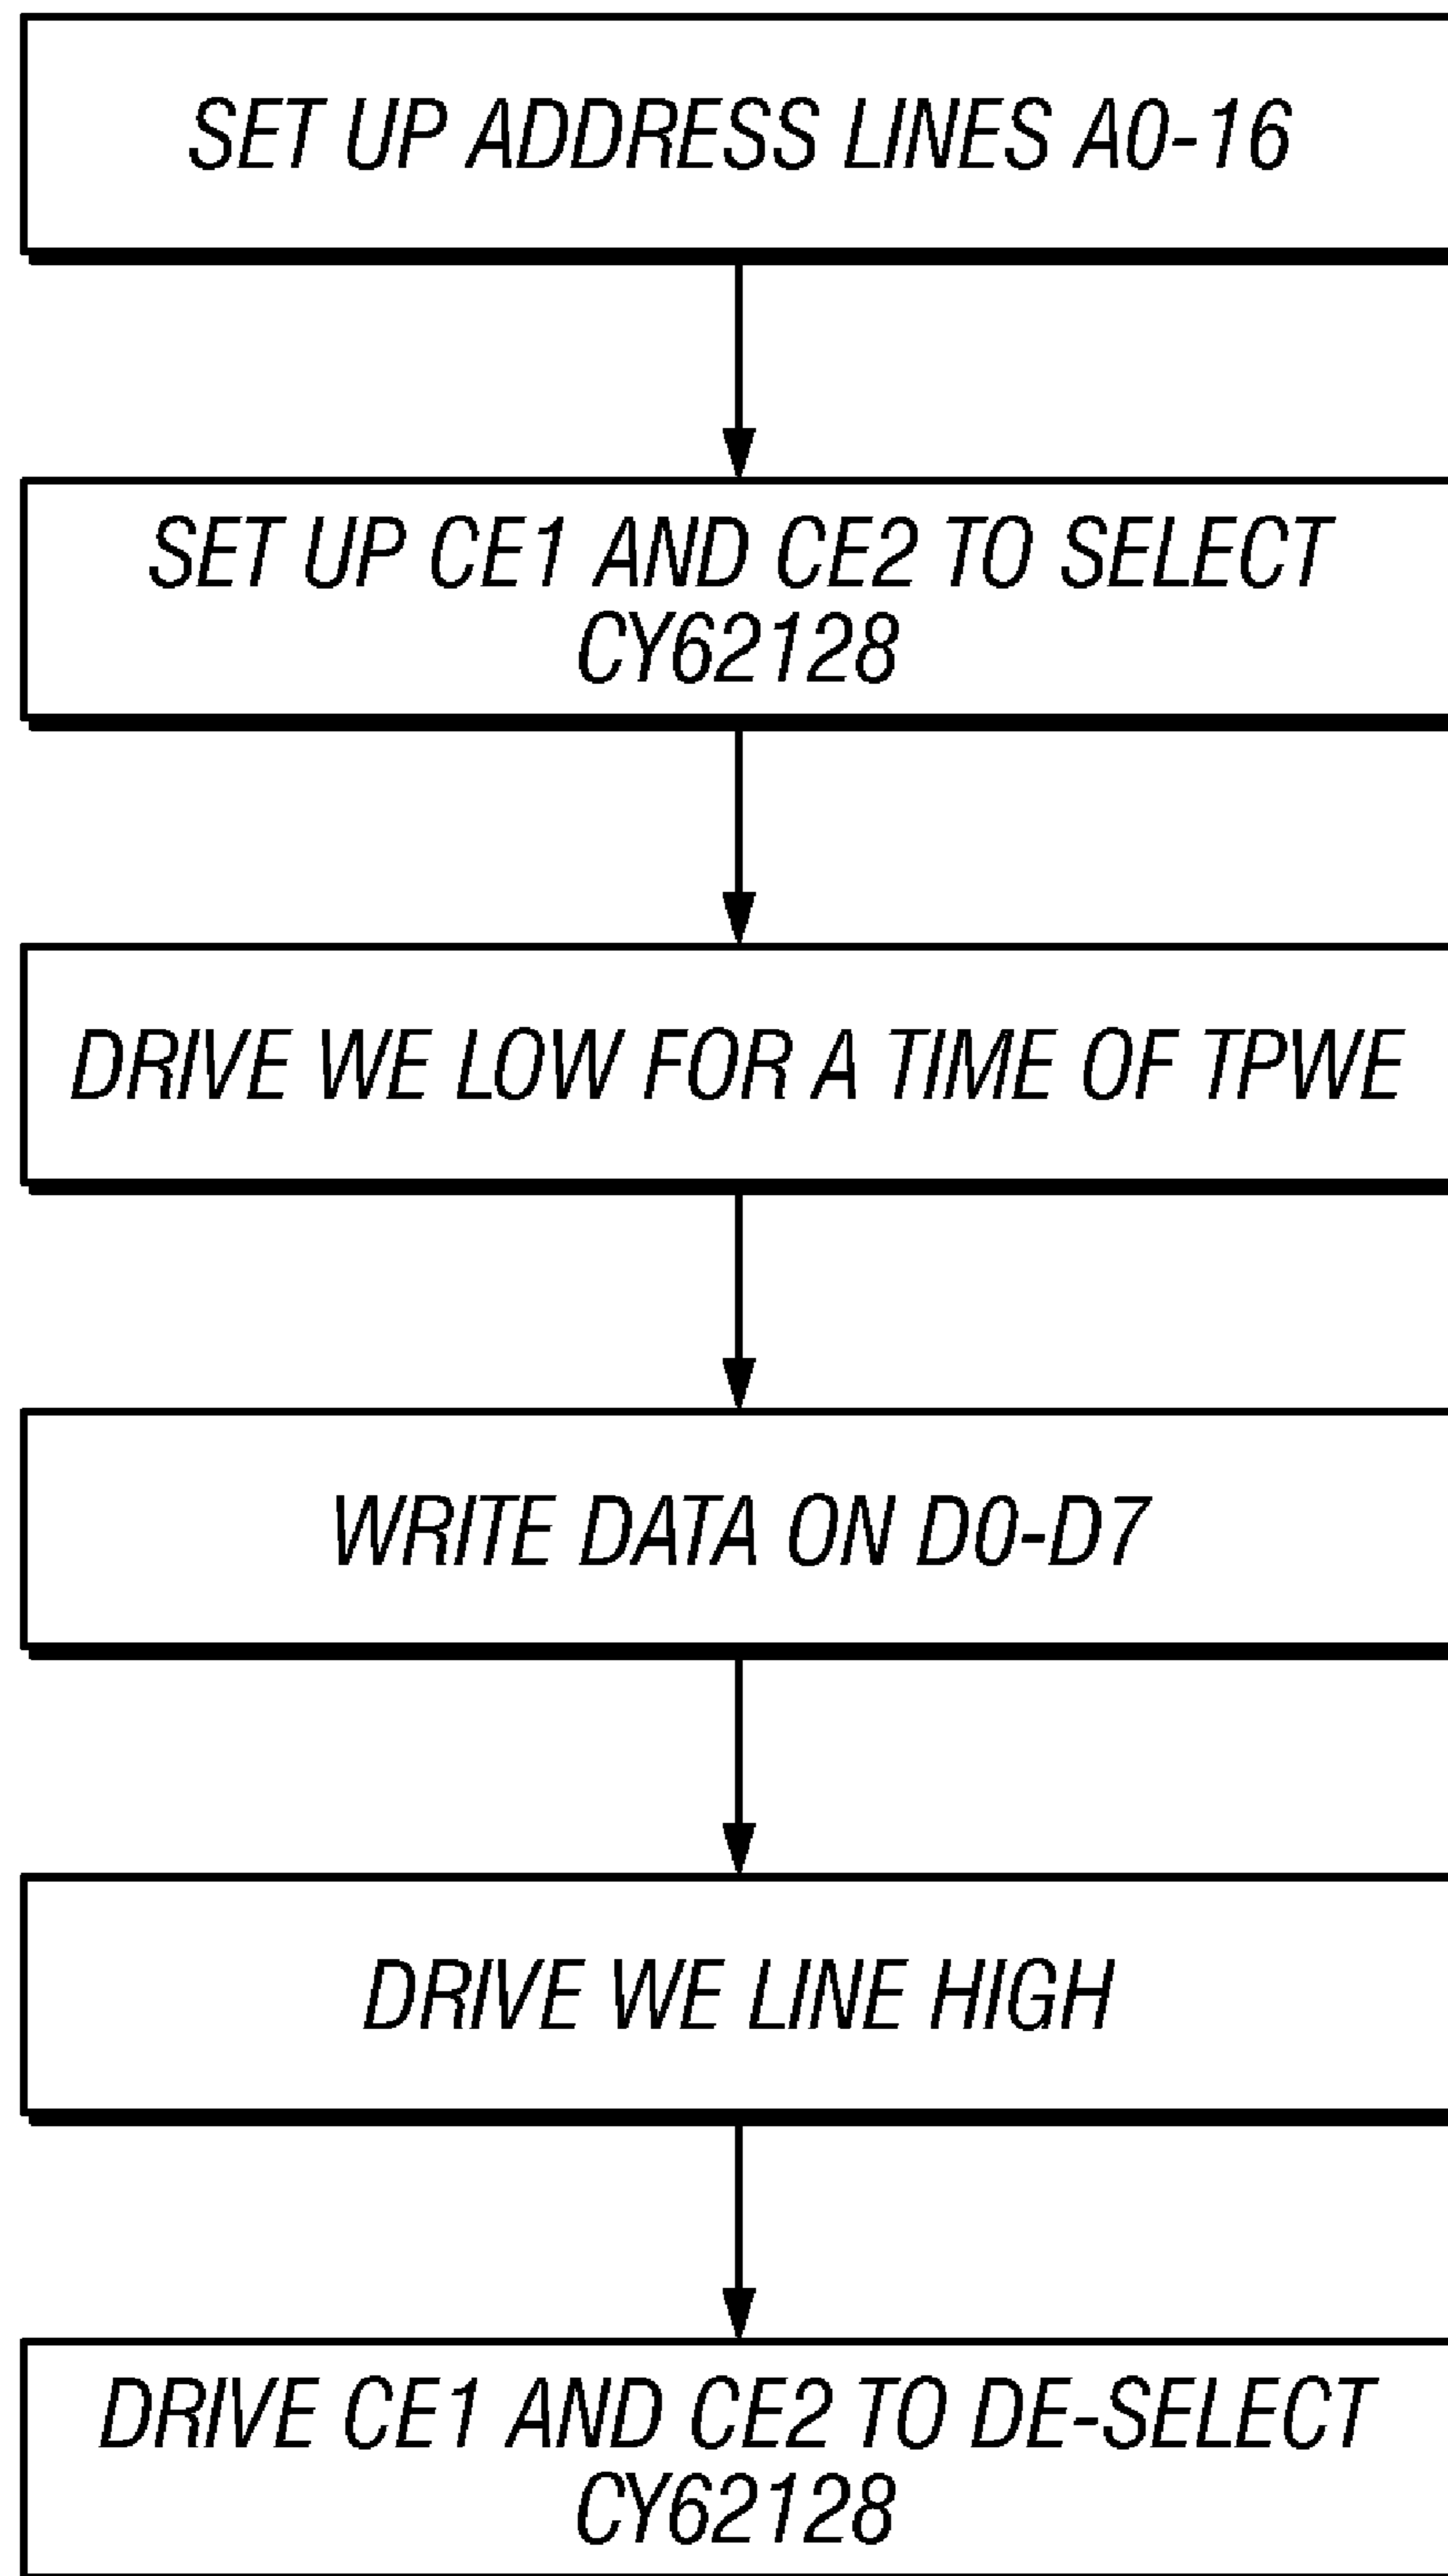 SET UP ADDRESS LINES A0-16
SET UP CE1 AND CE2 TO SELECT
CY62128
DRIVE WE LOW FOR A TIME OF TPWE
WRITE DATA ON D0-D7
DRIVE WE LINE HIGH
DRIVE CE1 AND CE2 TO DE-SELECT
CY62128